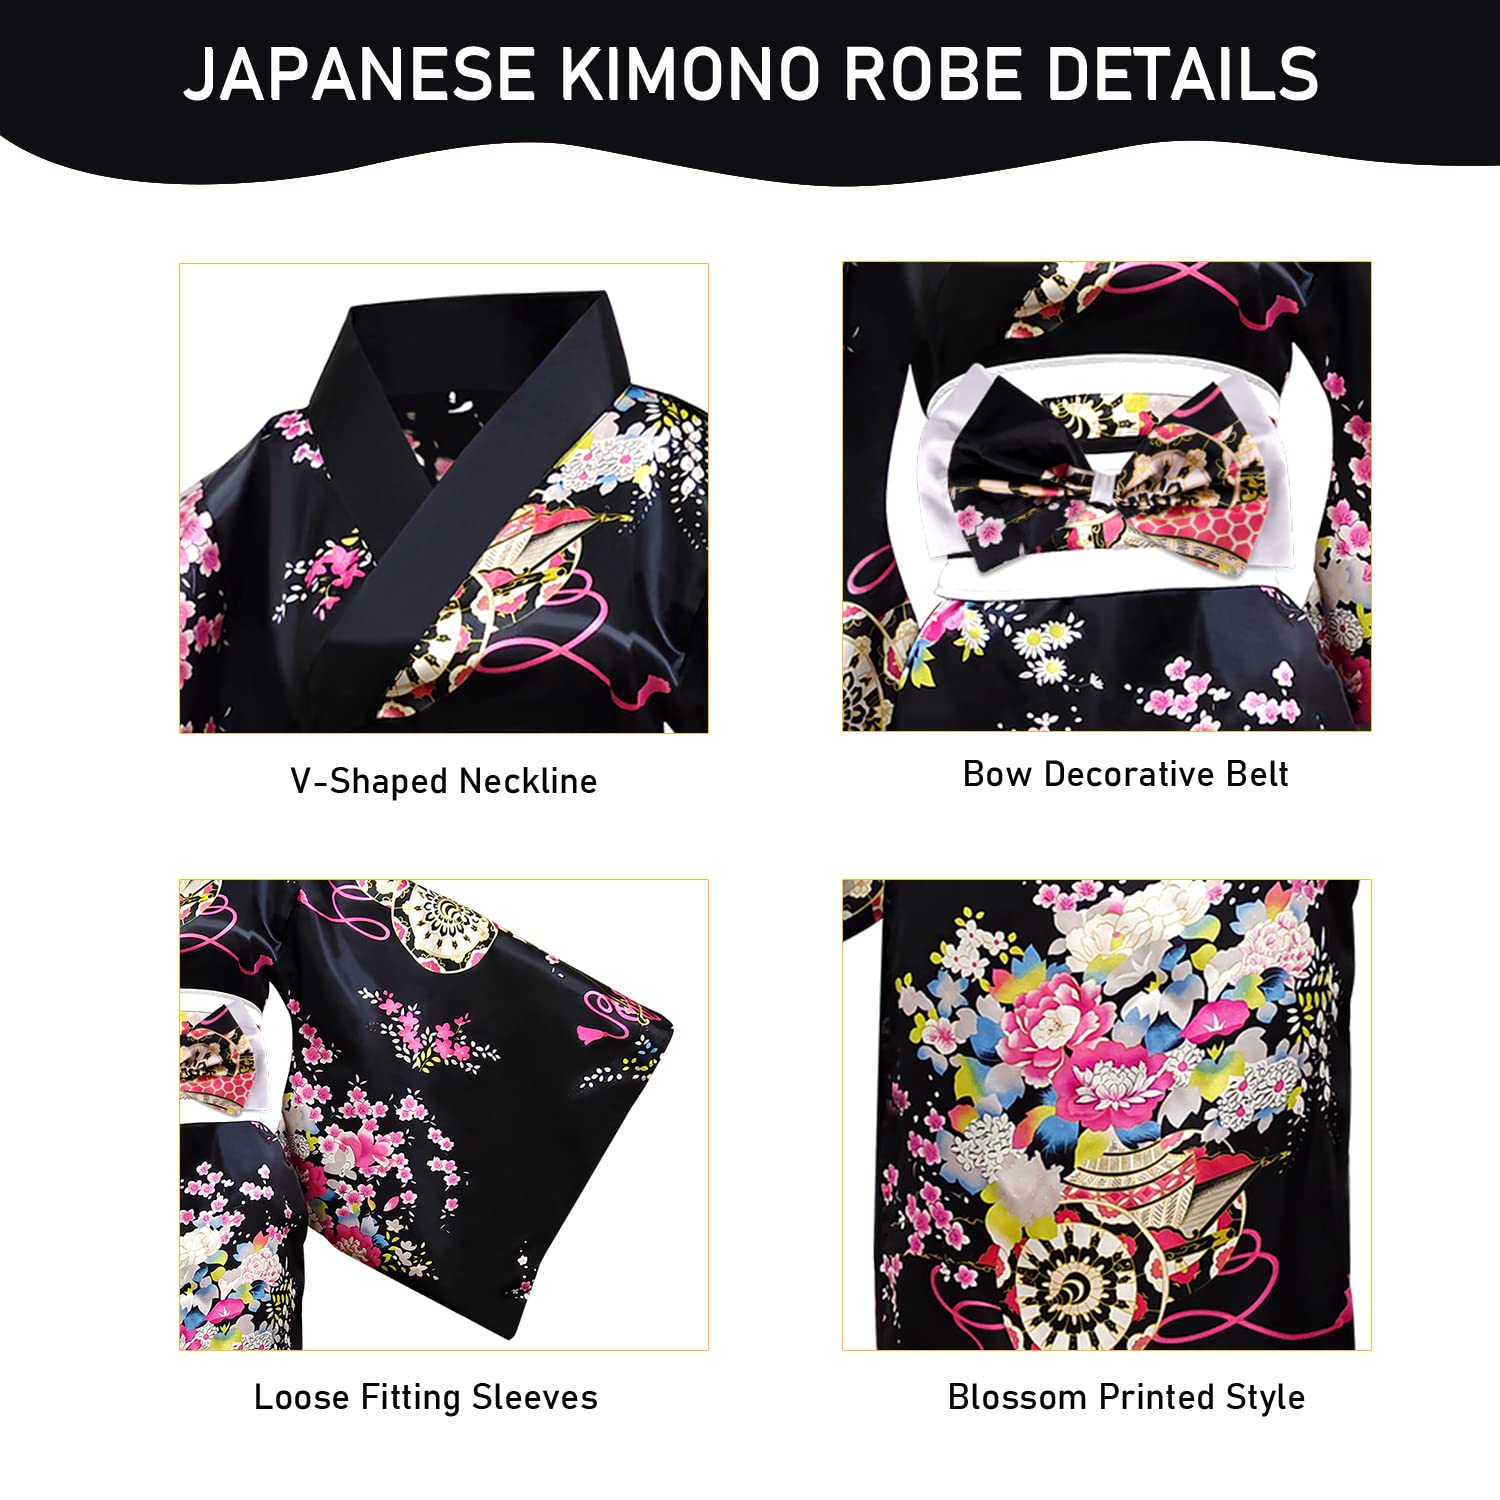 JAPANESE KIMONO ROBE DETAILS
V-Shaped Neckline
Bow Decorative Belt
Loose Fitting Sleeves
Blossom Printed Style